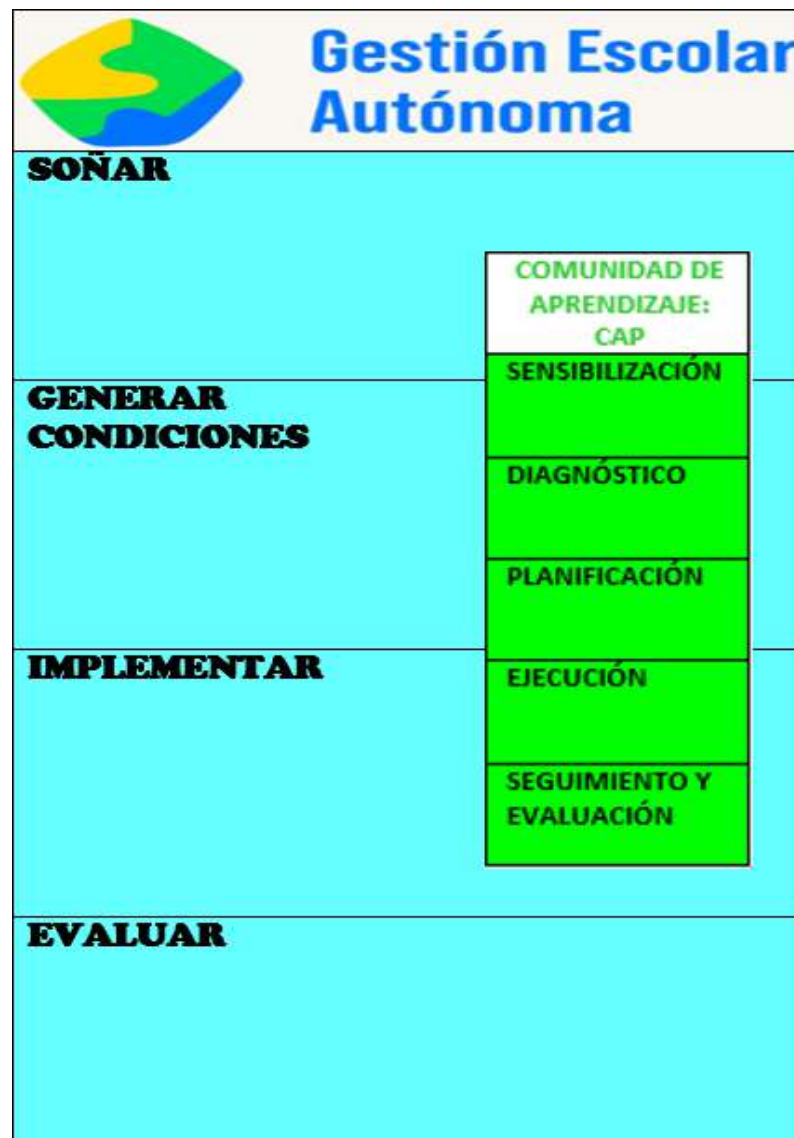 Gestión Escolar
Autónoma
SOÑAR
COMUNIDAD DE
APRENDIZAJE:
CAP
SENSIBILIZACIÓN
GENERAR
CONDICIONES
DIAGNÓSTICO
PLANIFICACIÓN
IMPLEMENTAR
EJECUCIÓN
SEGUIMIENTO Y
EVALUACIÓN
EVALUAR